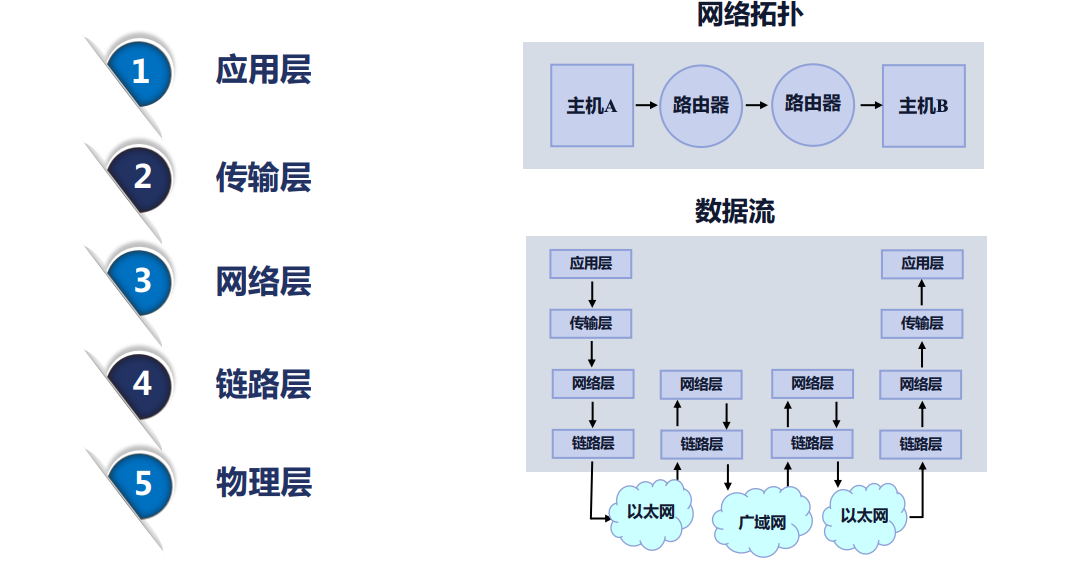 1 应用层
2 传输层
3 网络层
4 链路层
5 物理层
网络拓扑
主机A 路由器 路由器 主机B
数据流
应用层 应用层
传输层 传输层
网络层 网络层 网络层 网络层
链路层 链路层 链路层 链路层
以太网 广域网 以太网